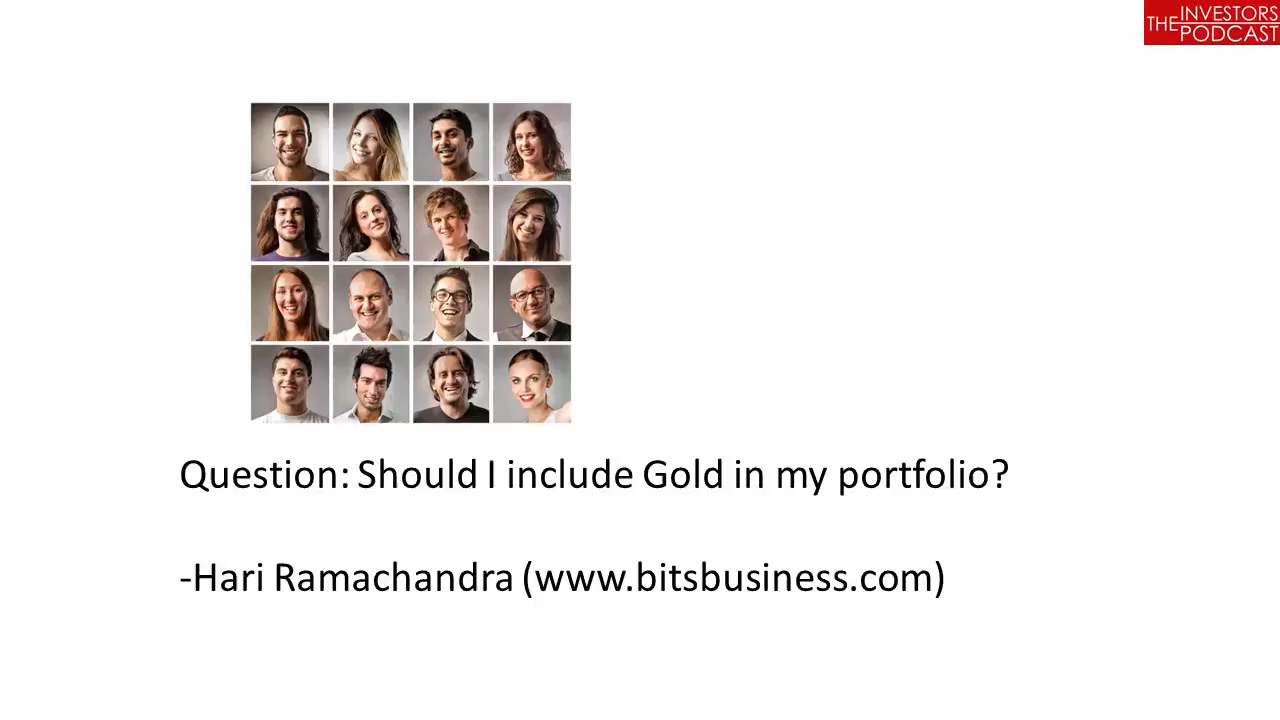 THE INVESTORS
PODCAST
Question: Should I include Gold in my portfolio?
-Hari Ramachandra (www.bitsbusiness.com)